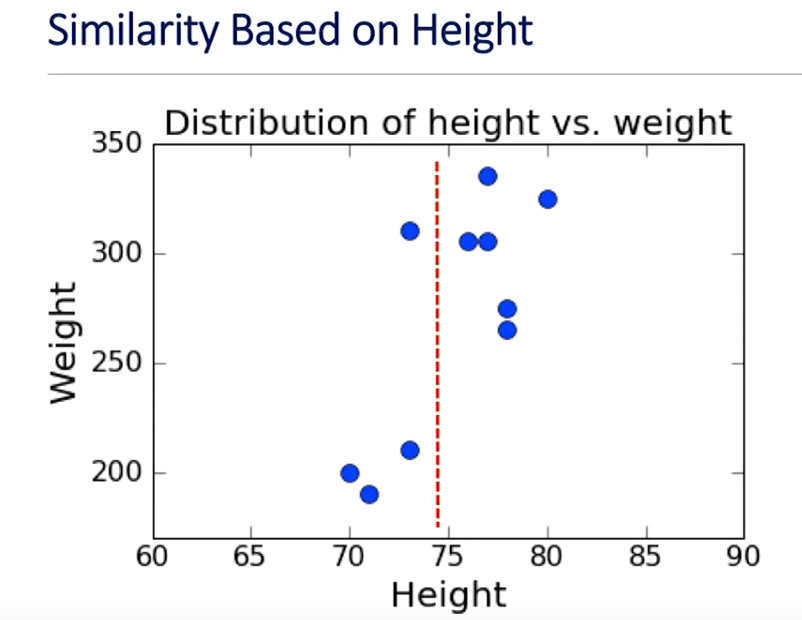 Similarity Based on Height
Distribution of height vs. weight
350
300
250
200
Weight
60 65 70 75 80 85 90
Height